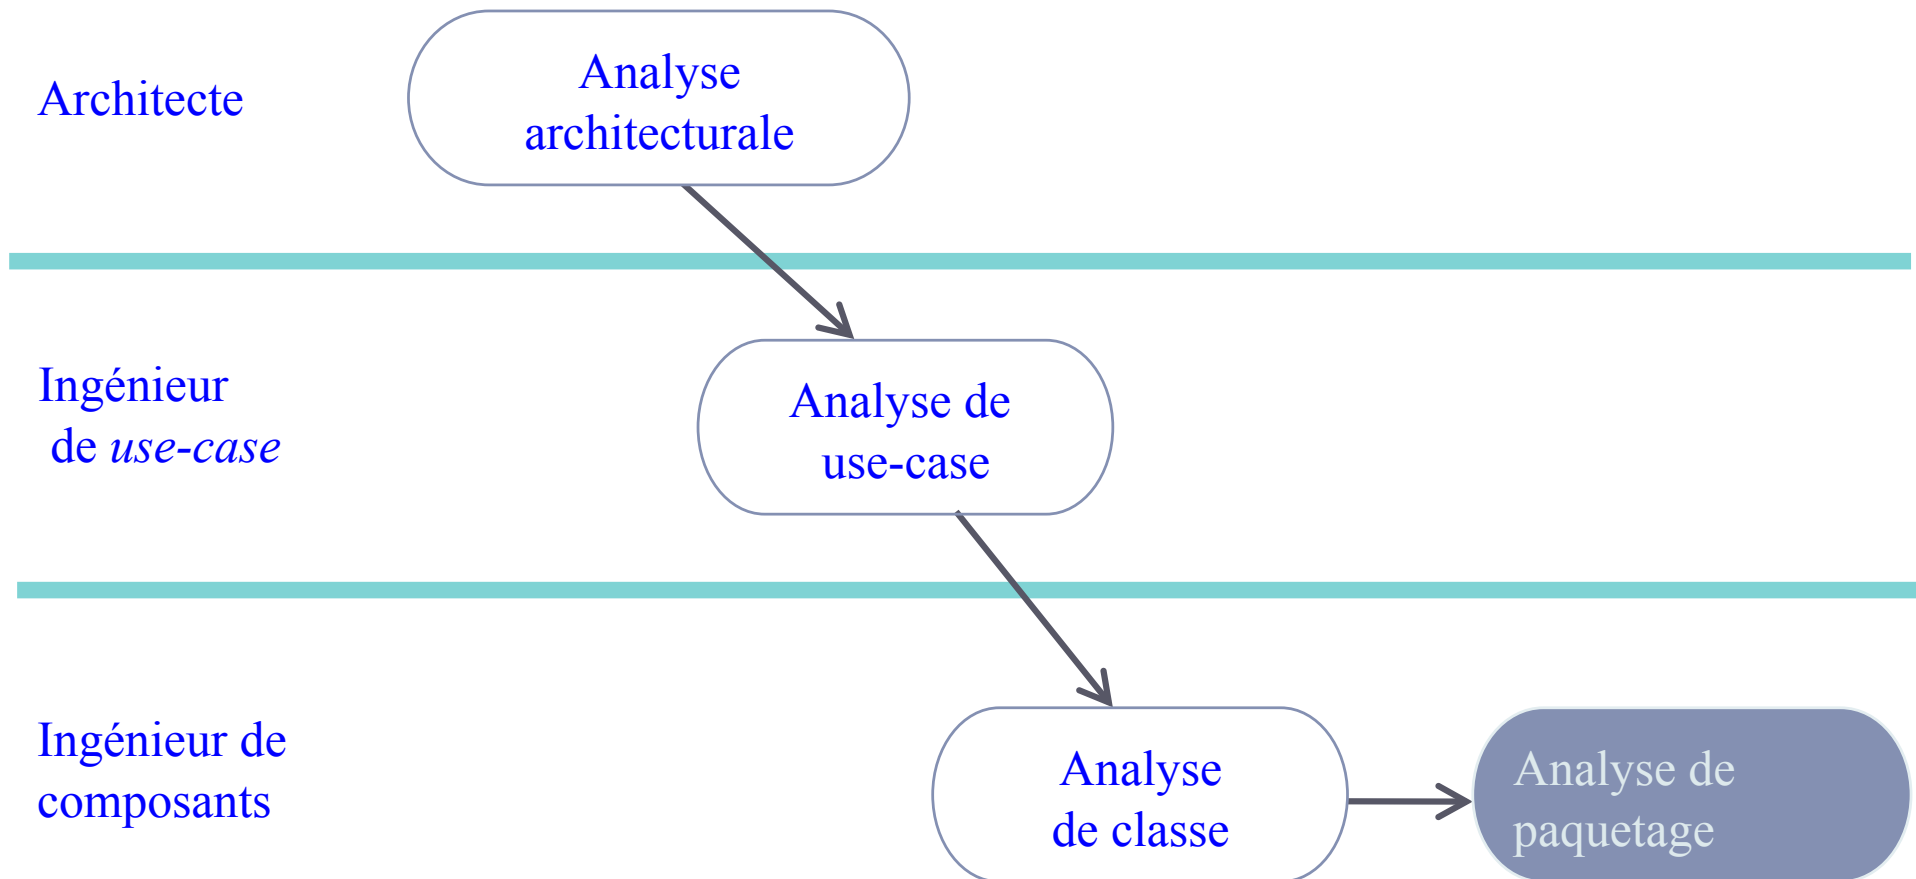 Architecte
Analyse
architecturale
Ingénieur
de use-case
Analyse de
use-case
Ingénieur de
composants
Analyse
de classe
Analyse de
paquetage